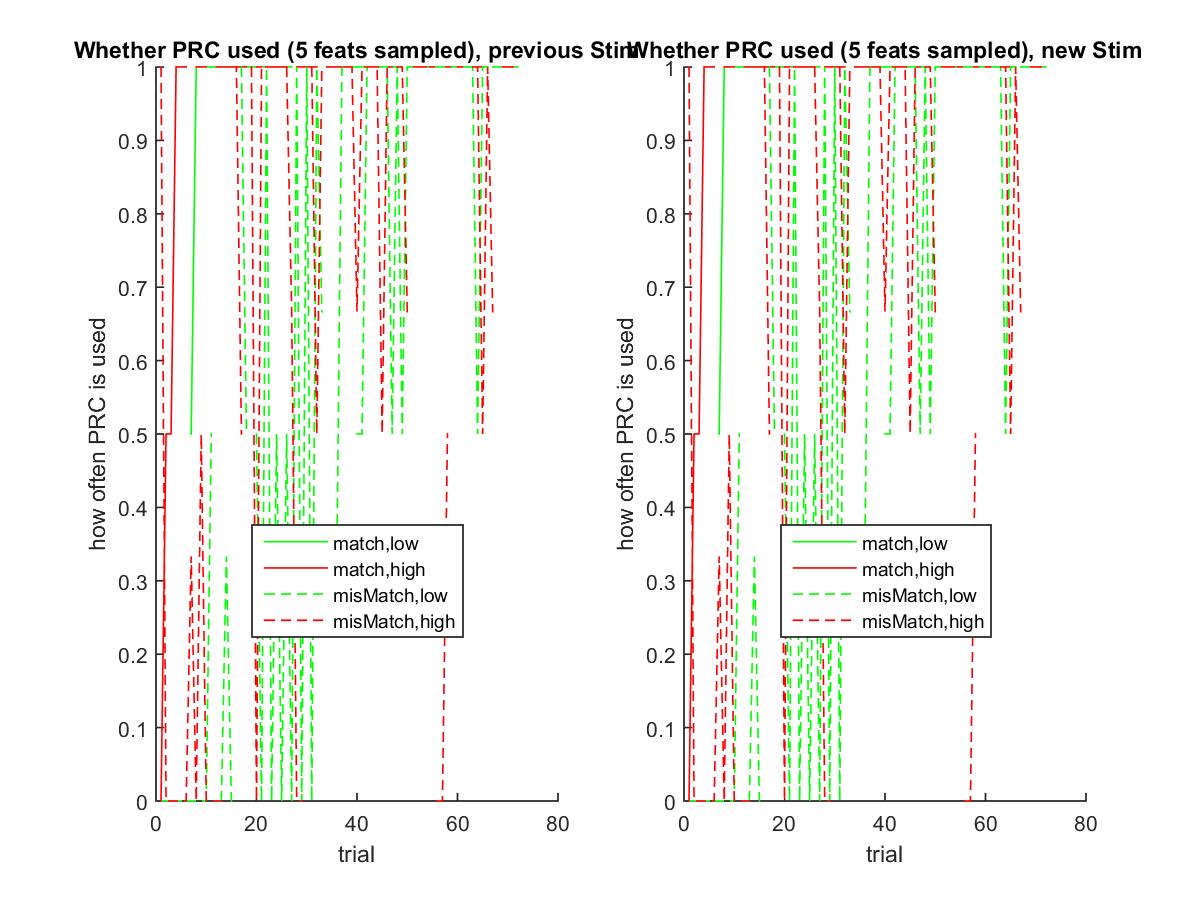 Whether PRC used (5 feats sampled), previous Stim
1
0.9
0.8
0.7
0.6
0.5
0.4
0.3
0.2
0.1
0
how often PRC is used
match,low
match,high
misMatch,low
misMatch,high
0 20 40 60 80
trial
Whether PRC used (5 feats sampled), new Stim
1
0.9
0.8
0.7
0.6
0.5
0.4
0.3
0.2
0.1
0
how often PRC is used
match,low
match,high
misMatch,low
misMatch,high
0 20 40 60 80
trial